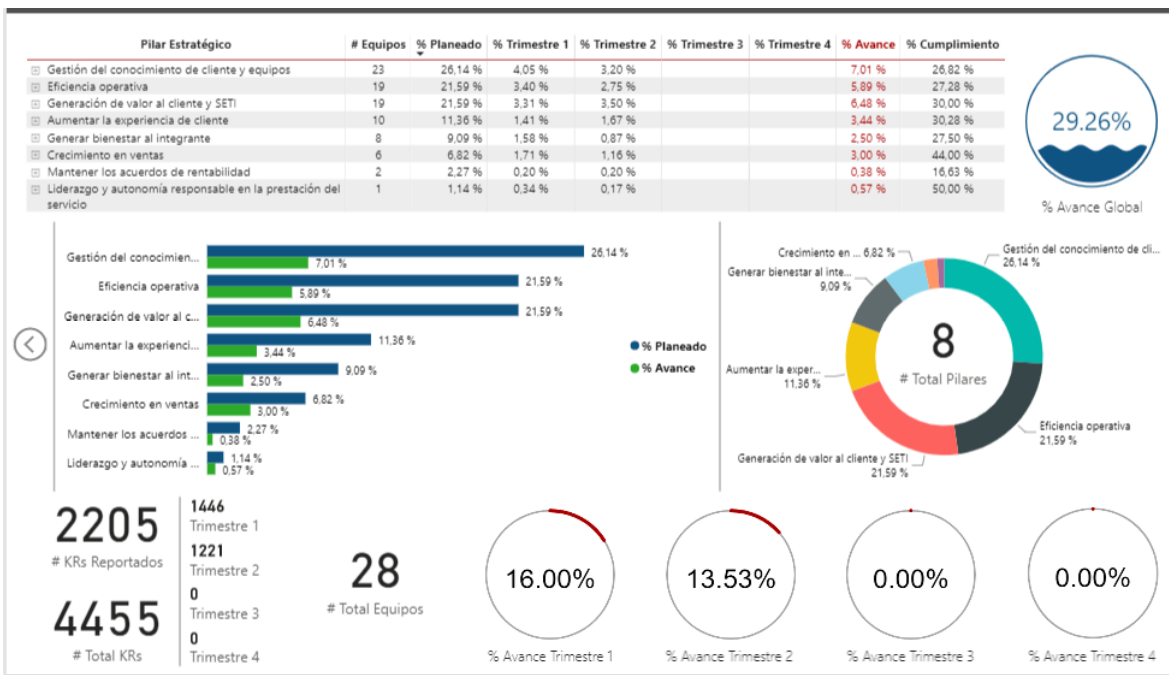 Pilar Estratégico # Equipos % Planeado % Trimestre 1 % Trimestre 2 % Trimestre 3 % Trimestre 4 % Avance % Cumplimiento
Gestión del conocimiento de cliente y equipos 23 26,14 % 4,05 % 3,20 % 7,01 % 26,82 %
Eficiencia operativa 19 21,59 % 3,40 % 2,75 % 5,89 % 27,28 %
Generación de valor al cliente y SETI 19 21,59 % 3,31 % 3,50 % 6,48 % 30,00 %
Aumentar la experiencia de cliente 10 11,36 % 1,41 % 1,67 % 3,44 % 30,28 %
Generar bienestar al integrante 8 9,09 % 1,58 % 0,87 % 2,50 % 27,50 %
Crecimiento en ventas 6 6,82 % 1,71 % 1,16 % 3,00 % 44,00 %
Mantener los acuerdos de rentabilidad 2 2,27 % 0,20 % 0,20 % 0,38 % 16,63 %
Liderazgo y autonomía responsable en la prestación del 1 1,14 % 0,34 % 0,17 % 0,57 % 50,00 %
servicio
29.26%
% Avance Global
Gestión del conocimien... 26,14 %
7,01 %
Eficiencia operativa 21,59 %
5,89 %
Generación de valor al c... 21,59 %
6,48 %
Aumentar la experienci... 11,36 %
3,44 %
Generar bienestar al int... 9,09 %
2,50 %
Crecimiento en ventas 6,82 %
3,00 %
Mantener los acuerdos ... 2,27 %
0,38 %
Liderazgo y autonomía ... 1,14 %
0,57 %
% Planeado
% Avance
Crecimiento en ... 6,82 %
Gestión del conocimiento de cli...
26,14 %
Generar bienestar al inte...
9,09 %
Aumentar la exper...
11,36 %
8
# Total Pilares
Eficiencia operativa
21,59 %
Generación de valor al cliente y SETI
21,59 %
2205
# KRs Reportados
4455
# Total KRs
1446
Trimestre 1
1221
Trimestre 2
0
Trimestre 3
0
Trimestre 4
28
# Total Equipos
16.00%
% Avance Trimestre 1
13.53%
% Avance Trimestre 2
0.00%
% Avance Trimestre 3
0.00%
% Avance Trimestre 4